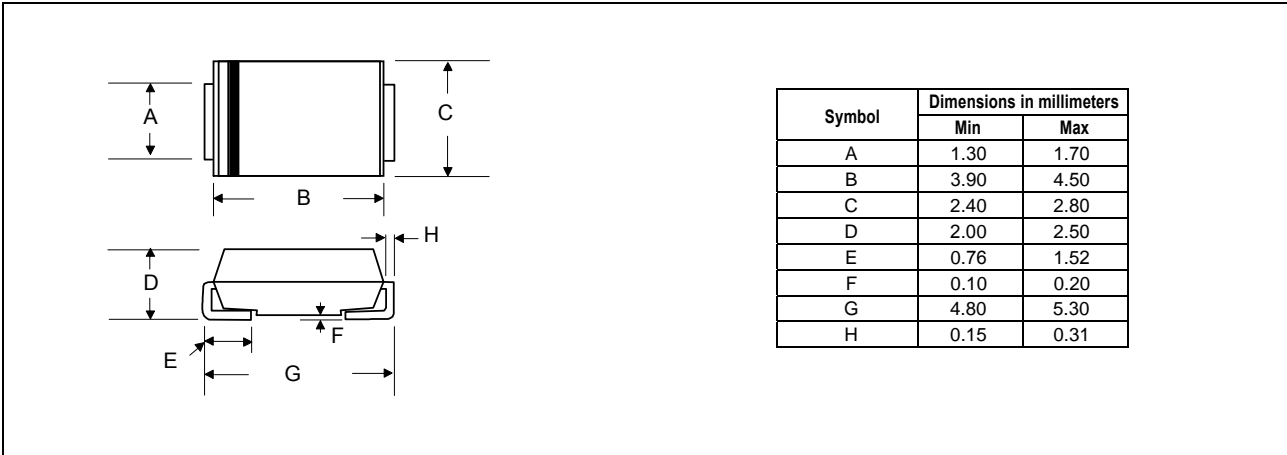 A
C
B
H
D
F
E
G
Symbol Dimensions in millimeters
Min Max
A 1.30 1.70
B 3.90 4.50
C 2.40 2.80
D 2.00 2.50
E 0.76 1.52
F 0.10 0.20
G 4.80 5.30
H 0.15 0.31